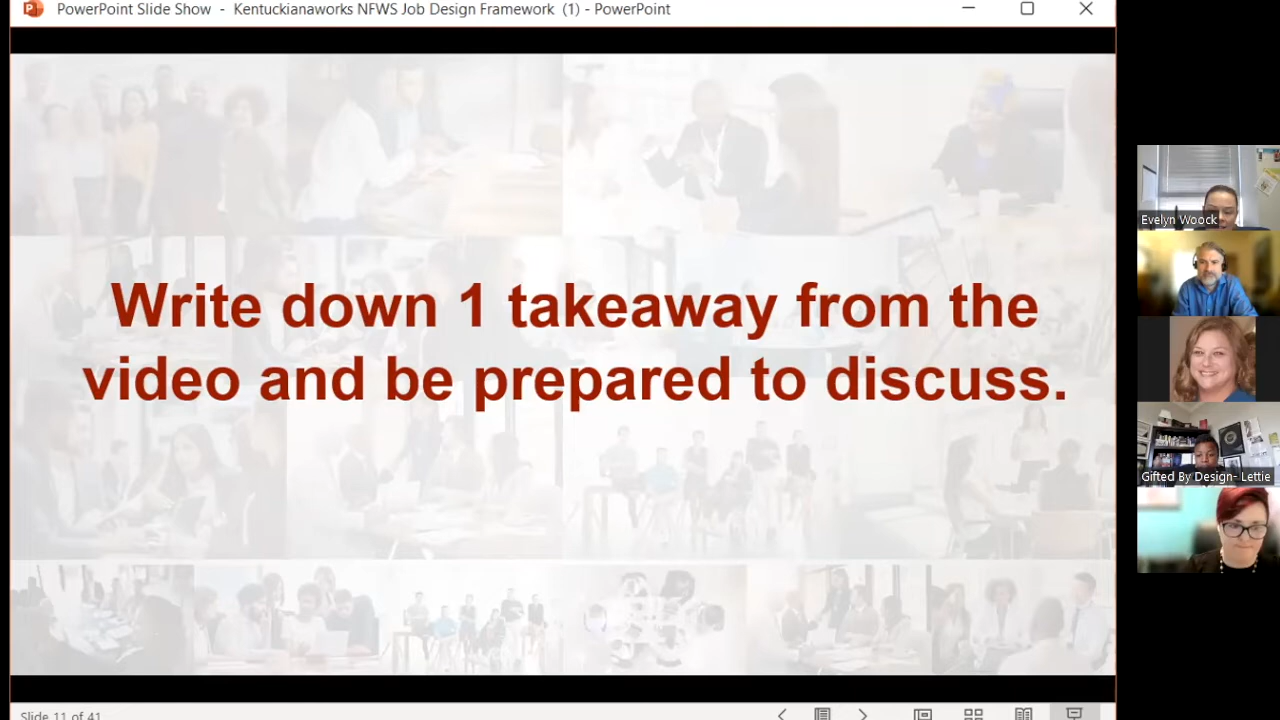 PowerPoint Slide Show - Kentuckianaworks NFWS Job Design Framework (1) - PowerPoint
Write down 1 takeaway from the
video and be prepared to discuss.
Evelyn Woock
Gifted By Design- Lettie
Slide 11 of 41